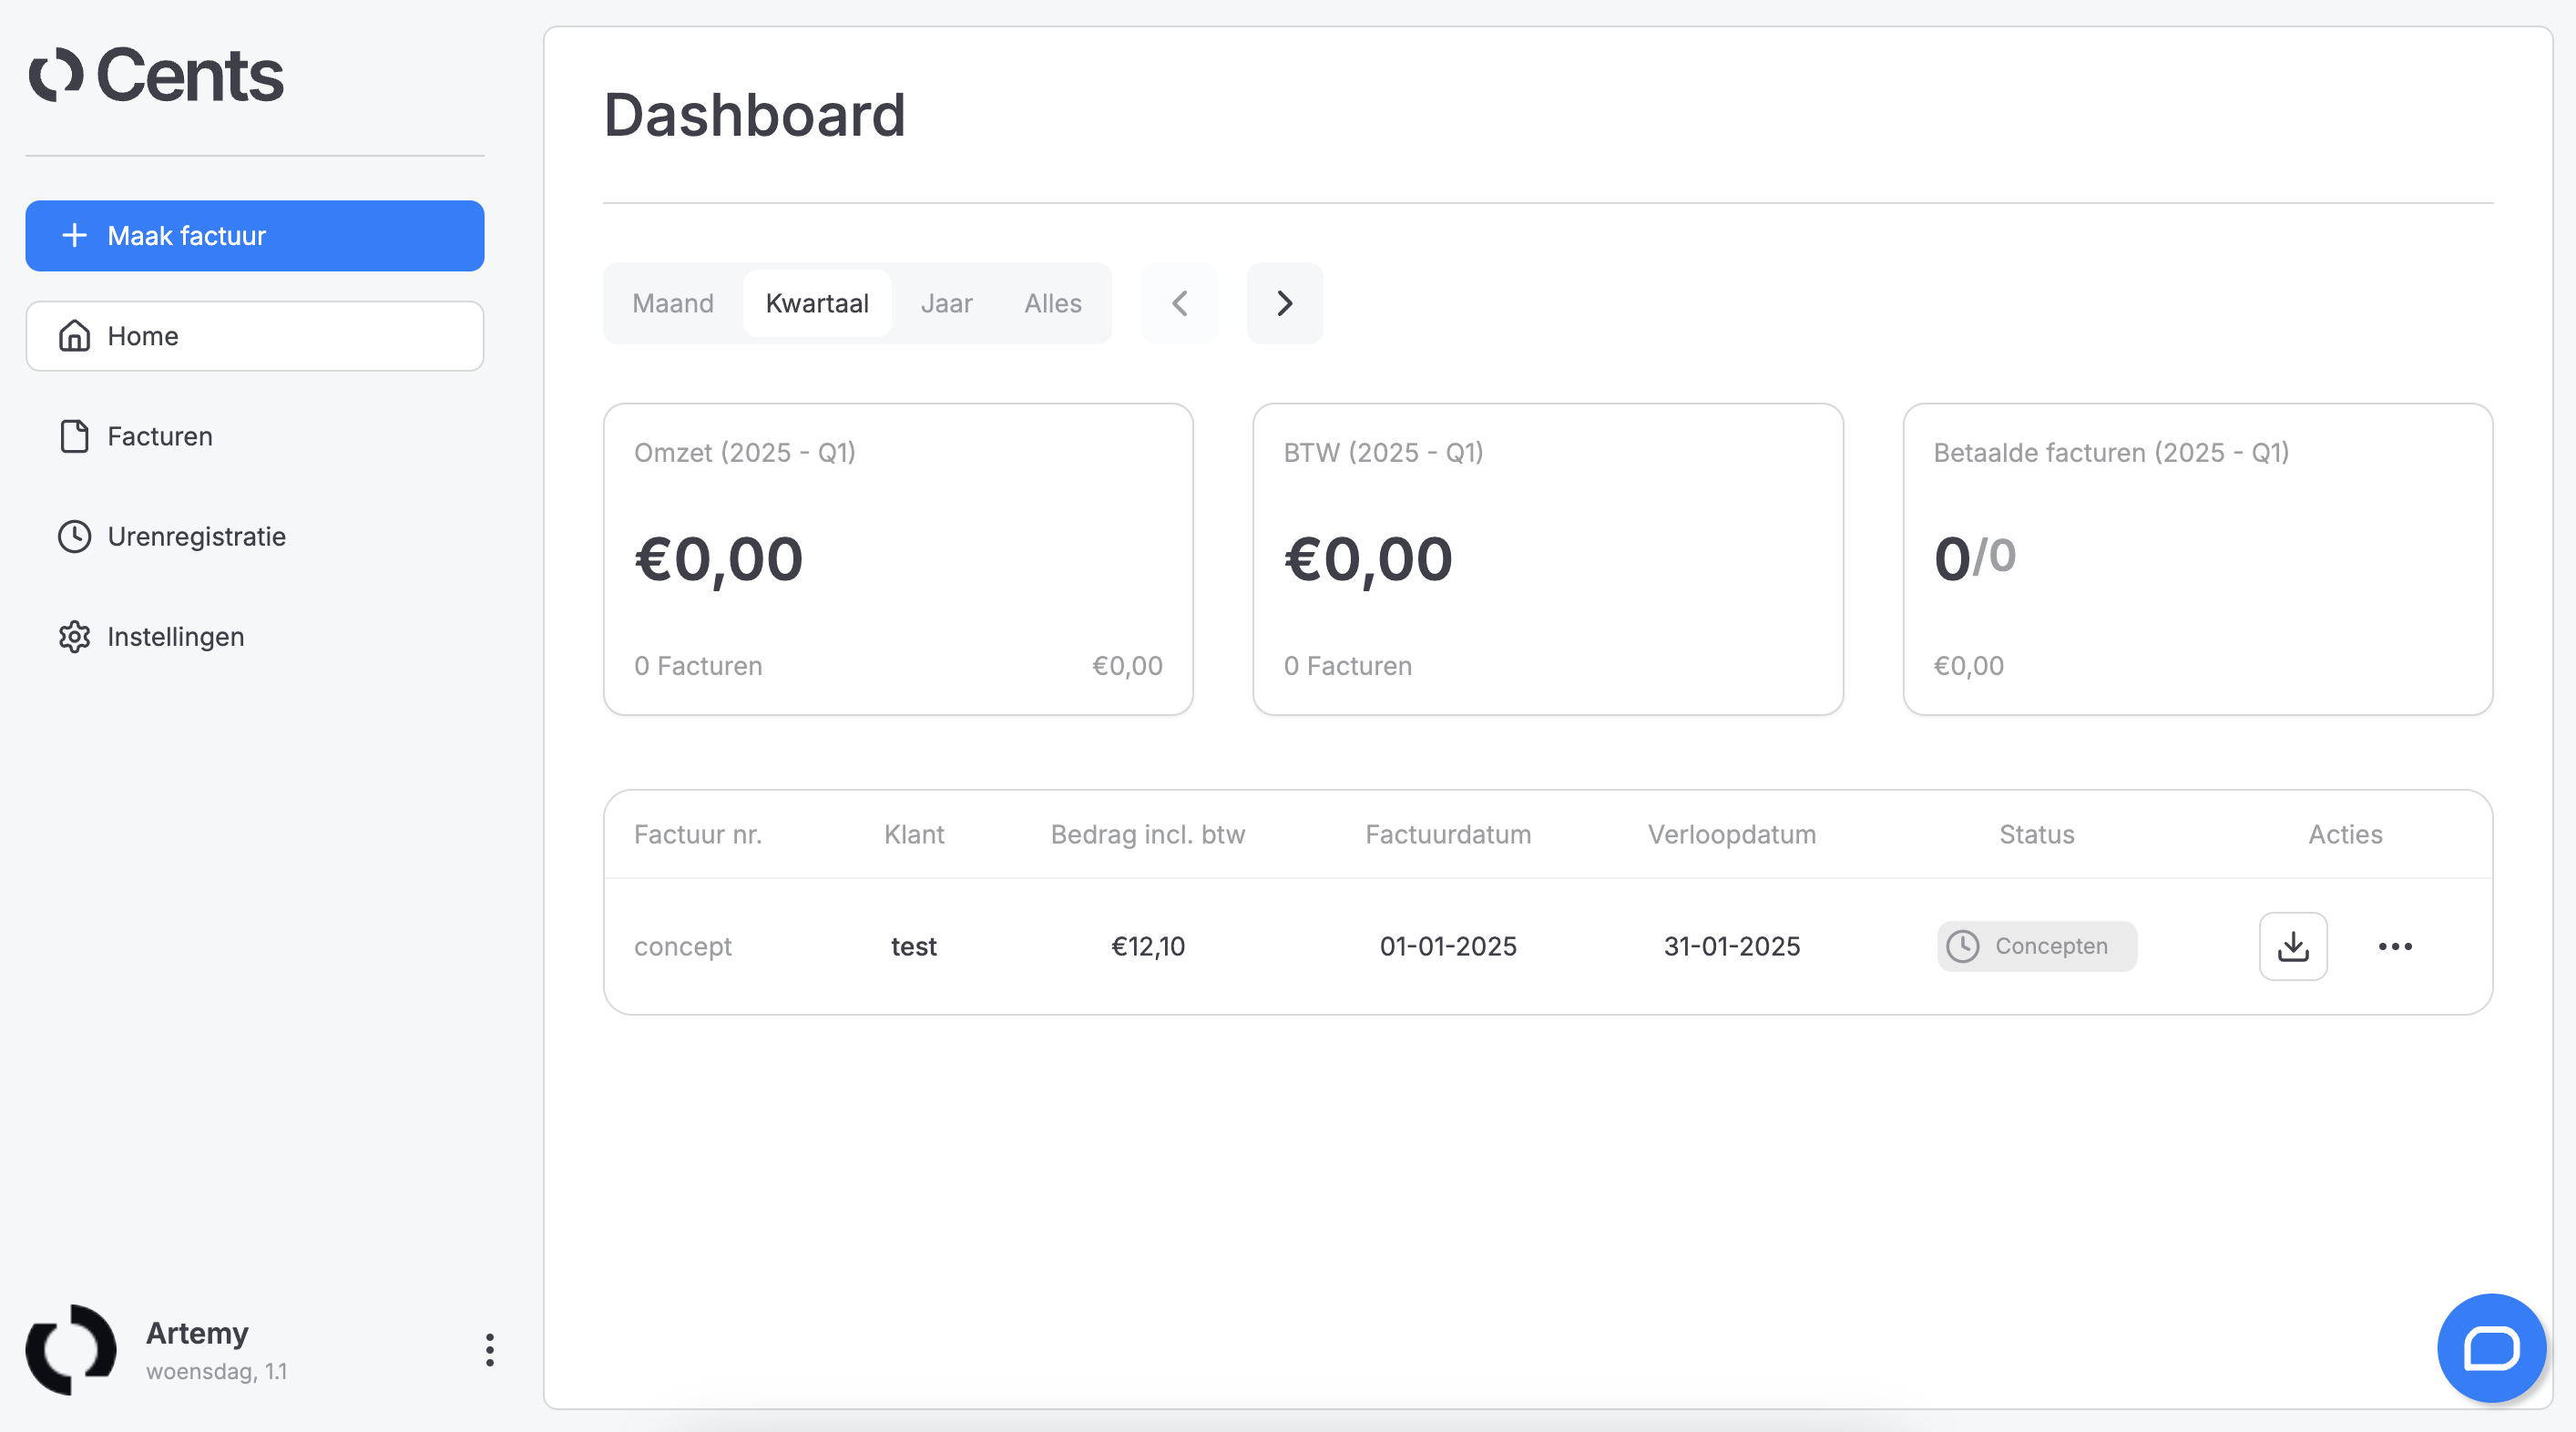 Cents
Maak factuur
Home
Facturen
Urenregistratie
Instellingen
Artemy
woensdag, 1.1
Dashboard
Maand Kwartaal Jaar Alles
Omzet (2025 - Q1)
€0,00
0 Facturen €0,00
BTW (2025 - Q1)
€0,00
0 Facturen
Betaalde facturen (2025 - Q1)
0/0
€0,00
Factuur nr. Klant Bedrag incl. btw Factuurdatum Verloopdatum Status Acties
concept test €12,10 01-01-2025 31-01-2025 Concepten